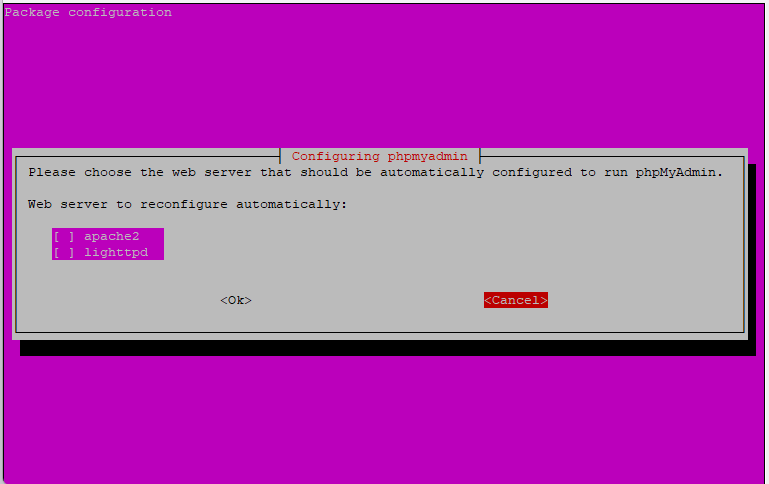 Package configuration
Configuring phpmyadmin
Please choose the web server that should be automatically configured to run phpMyAdmin.
Web server to reconfigure automatically:
[ ] apache2
[ ] lighttpd
<Ok> <Cancel>